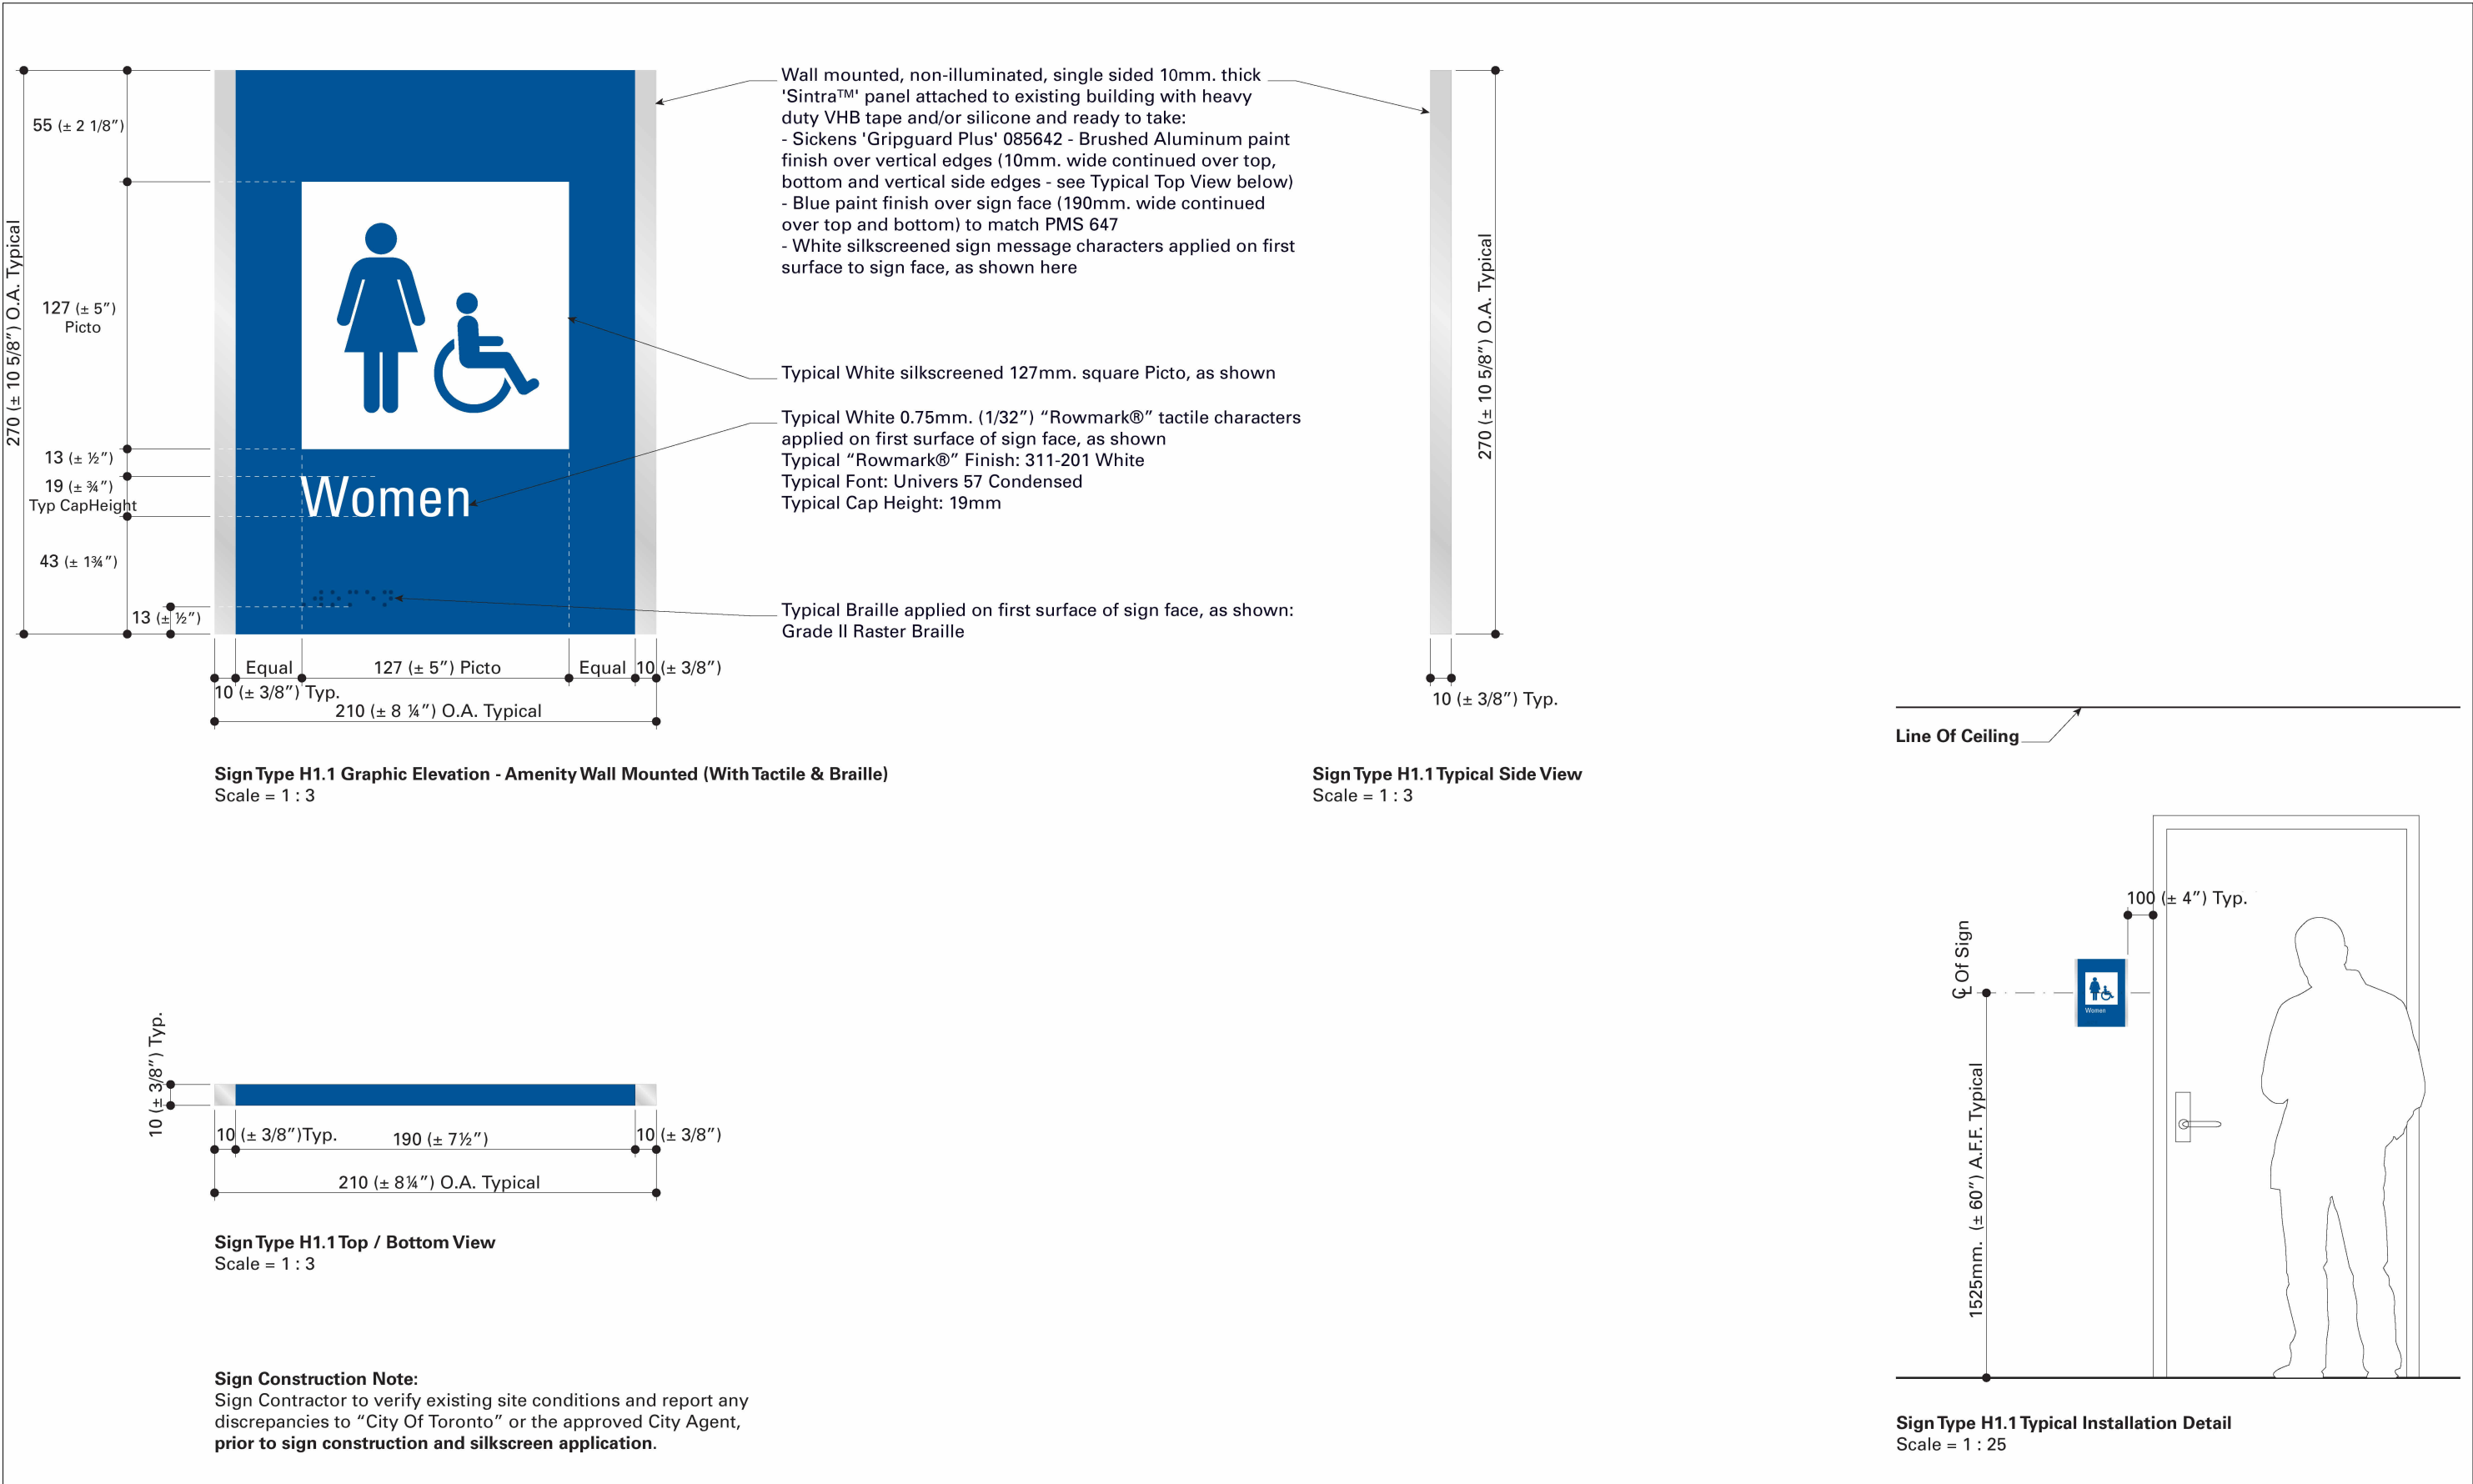 55 (± 2 1/8”)
270 (± 10 5/8”) O.A. Typical
127 (± 5”)
Picto
13 (± ½”)
19 (± ¾”)
Typ CapHeight
43 (± 1¾”)
13 (± ½”)
Women
Equal
127 (± 5”) Picto
Equal
10 (± 3/8”)
10 (± 3/8”) Typ.
210 (± 8 ¼”) O.A. Typical
Sign Type H1.1 Graphic Elevation - Amenity Wall Mounted (With Tactile & Braille)
Scale = 1 : 3
Wall mounted, non-illuminated, single sided 10mm. thick
'Sintra™' panel attached to existing building with heavy
duty VHB tape and/or silicone and ready to take:
- Sickens 'Gripguard Plus' 085642 - Brushed Aluminum paint
finish over vertical edges (10mm. wide continued over top,
bottom and vertical side edges - see Typical Top View below)
- Blue paint finish over sign face (190mm. wide continued
over top and bottom) to match PMS 647
- White silkscreened sign message characters applied on first
surface to sign face, as shown here
Typical White silkscreened 127mm. square Picto, as shown
Typical White 0.75mm. (1/32”) “Rowmark®” tactile characters
applied on first surface of sign face, as shown
Typical “Rowmark®” Finish: 311-201 White
Typical Font: Univers 57 Condensed
Typical Cap Height: 19mm
Typical Braille applied on first surface of sign face, as shown:
Grade II Raster Braille
270 (± 10 5/8”) O.A. Typical
10 (± 3/8”) Typ.
Sign Type H1.1 Typical Side View
Scale = 1 : 3
Line Of Ceiling
100 (± 4”) Typ.
℄ Of Sign
Women
1525mm. (± 60”) A.F.F. Typical
Sign Type H1.1 Typical Installation Detail
Scale = 1 : 25
10 (± 3/8”) Typ.
10 (± 3/8”)Typ.
190 (± 7½”)
10 (± 3/8”)
210 (± 8¼”) O.A. Typical
Sign Type H1.1 Top / Bottom View
Scale = 1 : 3
Sign Construction Note:
Sign Contractor to verify existing site conditions and report any
discrepancies to “City Of Toronto” or the approved City Agent,
prior to sign construction and silkscreen application.